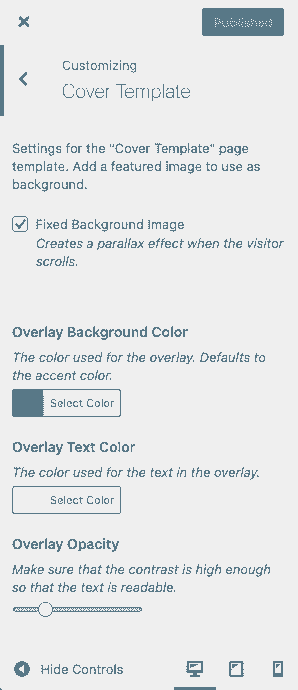 Published
Customizing
Cover Template
Settings for the "Cover Template" page
template. Add a featured image to use as
background.
Fixed Background Image
Creates a parallax effect when the visitor
scrolls.
Overlay Background Color
The color used for the overlay. Defaults to
the accent color.
Select Color
Overlay Text Color
The color used for the text in the overlay.
Select Color
Overlay Opacity
Make sure that the contrast is high enough
so that the text is readable.
Hide Controls